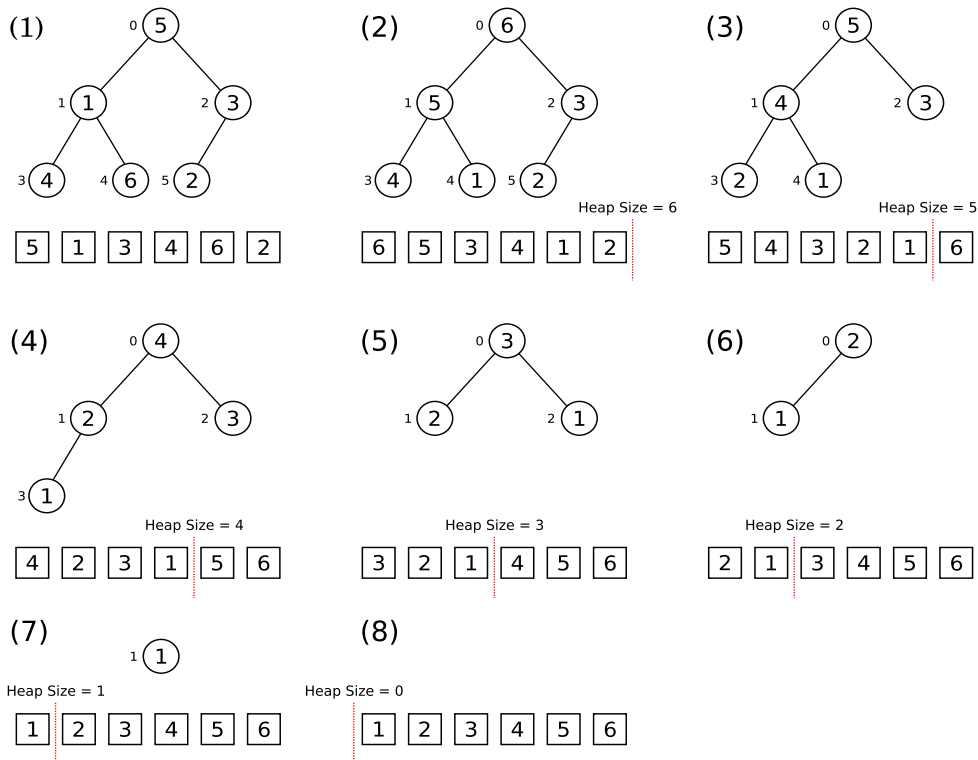 (1)
0 5
1 1
2 3
3 4
4 6
5 2
5 1 3 4 6 2
(2)
0 6
1 5
2 3
3 4
4 1
5 2
Heap Size = 6
6 5 3 4 1 2
(3)
0 5
1 4
2 3
3 2
4 1
Heap Size = 5
5 4 3 2 1 6
(4)
0 4
1 2
2 3
3 1
Heap Size = 4
4 2 3 1 5 6
(5)
0 3
1 2
2 1
Heap Size = 3
3 2 1 4 5 6
(6)
0 2
1 1
Heap Size = 2
2 1 3 4 5 6
(7)
1 1
Heap Size = 1
1 2 3 4 5 6
(8)
Heap Size = 0
1 2 3 4 5 6